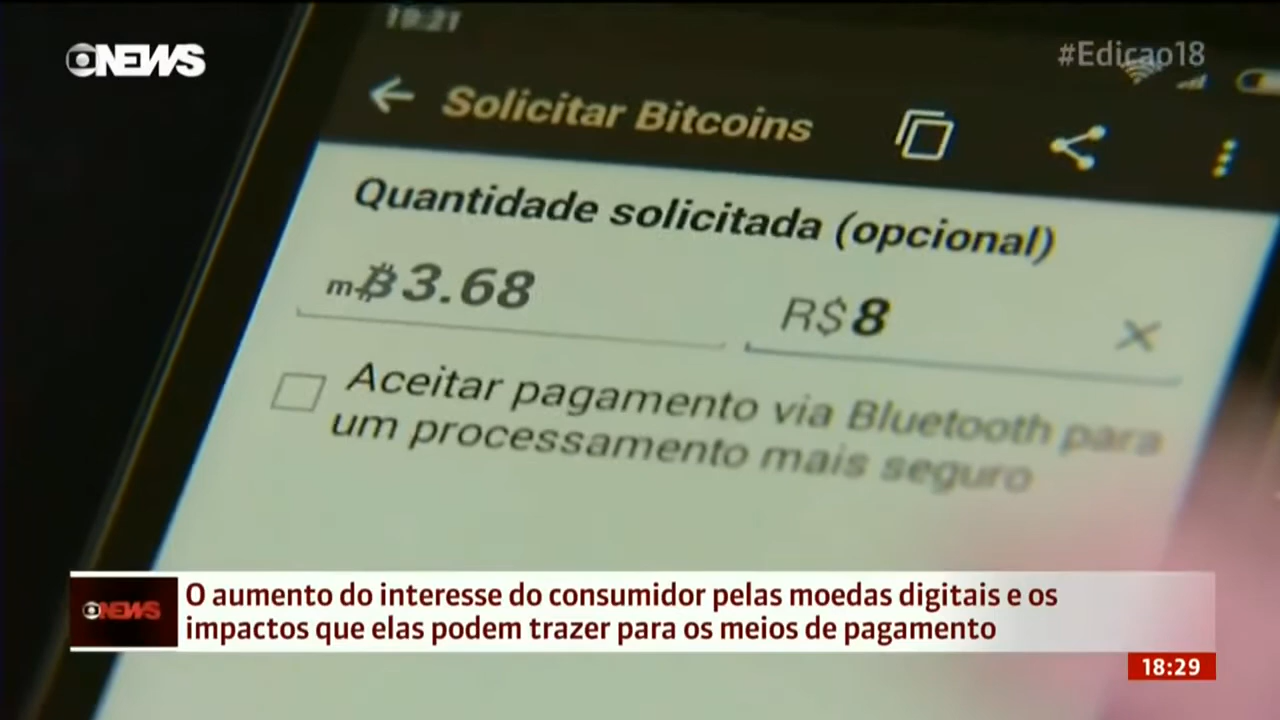 19:21
NEWS
#Edicao18
Solicitar Bitcoins
Quantidade solicitada (opcional)
m₿3.68
R$8
Aceitar pagamento via Bluetooth para
um processamento mais seguro
NEWS
O aumento do interesse do consumidor pelas moedas digitais e os
impactos que elas podem trazer para os meios de pagamento
18:29